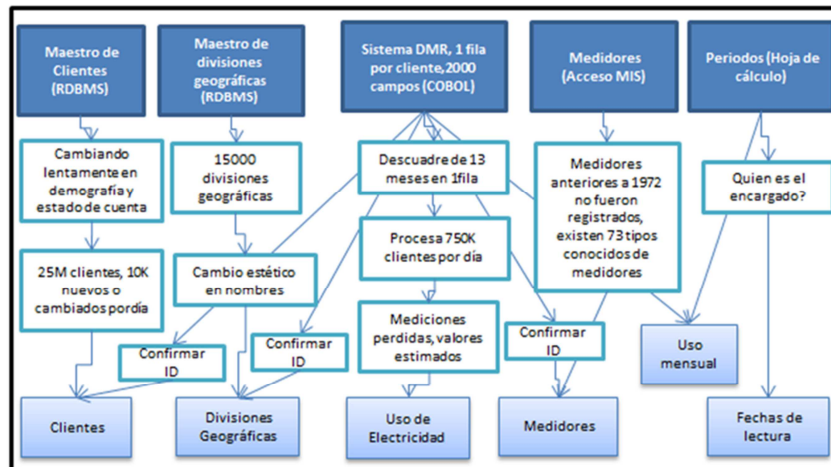 Maestro de
Clientes
(RDBMS)
Maestro de
divisiones
geográficas
(RDBMS)
Sistema DMR, 1 fila
por cliente,2000
campos (COBOL)
Medidores
(Acceso MIS)
Periodos (Hoja de
cálculo)
Cambiando
lentamente en
demografía y
estado de cuenta
15000
divisiones
geográficas
Descuadre de 13
meses en 1fila
Medidores
anteriores a 1972
no fueron
registrados,
existen 73 tipos
conocidos de
medidores
Quien es el
encargado?
25M clientes, 10K
nuevos o
cambiados por día
Cambio estético
en nombres
Procesa 750K
clientes por día
Mediciones
perdidas, valores
estimados
Confirmar
ID
Confirmar
ID
Confirmar
ID
Uso
mensual
Clientes
Divisiones
Geográficas
Uso de
Electricidad
Medidores
Fechas de
lectura